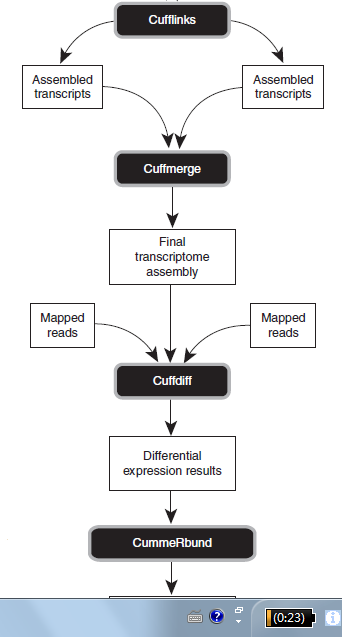 Cufflinks
Assembled
transcripts
Assembled
transcripts
Cuffmerge
Final
transcriptome
assembly
Mapped
reads
Mapped
reads
Cuffdiff
Differential
expression results
CummeRbund
?
(0:23)
i